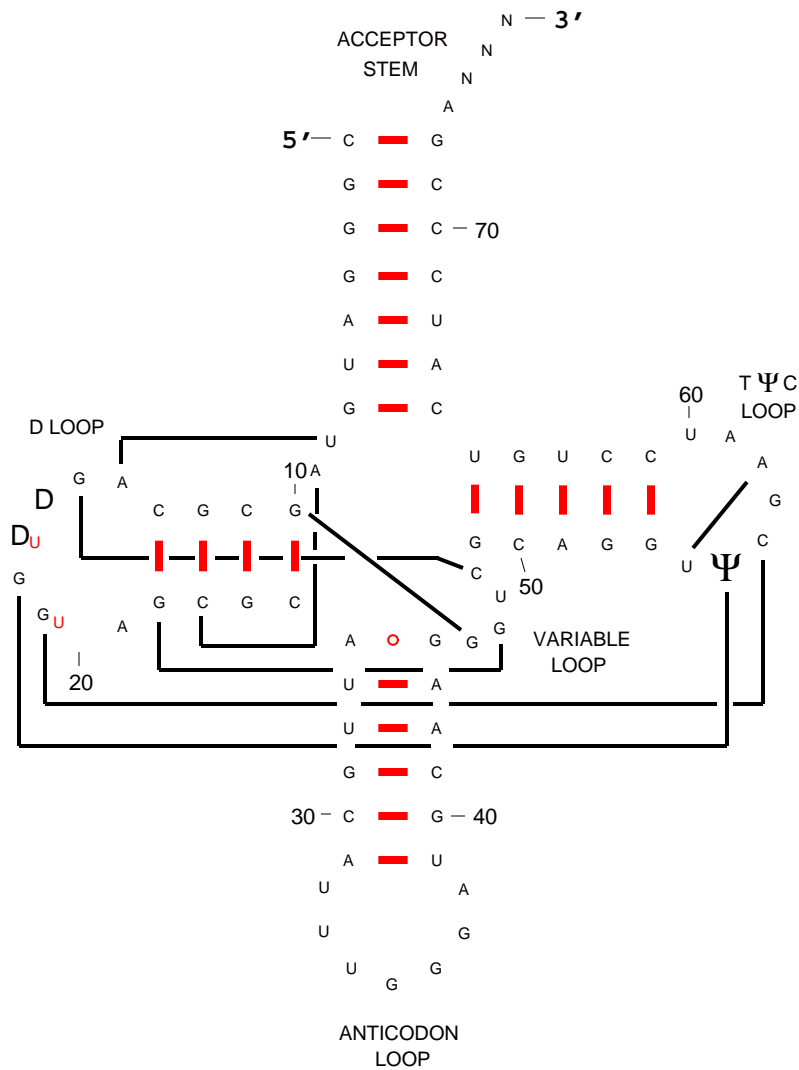 N — 3′
ACCEPTOR
STEM
N
N
A
5′ — C G
G C
G C — 70
G C
A U
U A
G C
T Ψ C
LOOP
60
D LOOP
U
U
A
U G U C C
A
G A
10 A
A
D
C G C G
G
D U
G C A G G U Ψ
C
G
C
50
G C G C
U
G U
A
A G G G
VARIABLE
LOOP
20
U A
U A
G C
30 — C G — 40
A U
U A
U G
U G
G
ANTICODON
LOOP